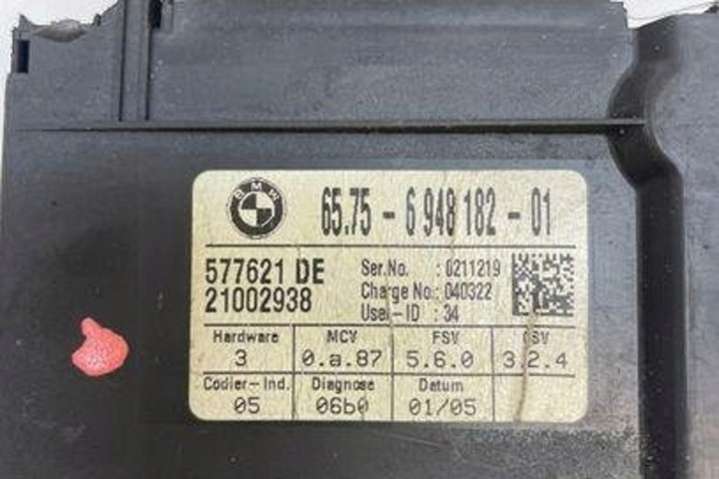 BMW
65.75 - 6 948 182 - 01
577621 DE
21002938
Ser.No. : 0211219
Charge No.: 040322
User-ID : 34
Hardware MCV FSV OSV
3 0.a.87 5.6.0 3.2.4
Codier-Ind. Diagnose Datum
05 06b0 01/05